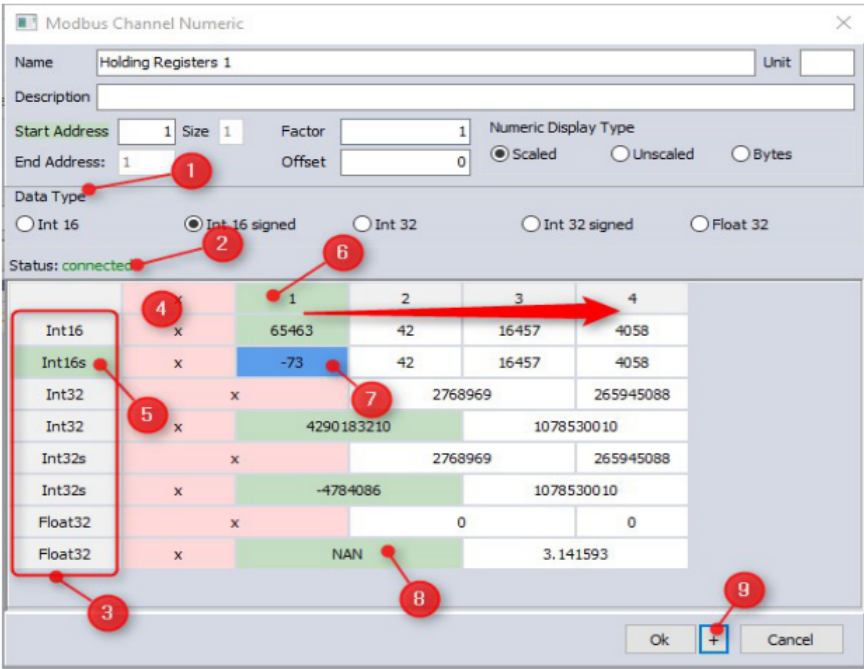 Modbus Channel Numeric
Name Holding Registers 1 Unit
Description
Start Address 1 Size 1 Factor 1 Numeric Display Type
End Address: 1 Offset 0 Scaled Unscaled Bytes
1
Data Type
Int 16 Int 16 signed Int 32 Int 32 signed Float 32
2
Status: connected
6
4 x 1 2 3 4
Int16 x 65463 42 16457 4058
Int16s x -73 42 16457 4058
5 7
Int32 x 2768969 265945088
Int32 x 4290183210 1078530010
Int32s x 2768969 265945088
Int32s x -4784086 1078530010
Float32 x 0 0
Float32 x NAN 3.141593
3 8 9
Ok + Cancel